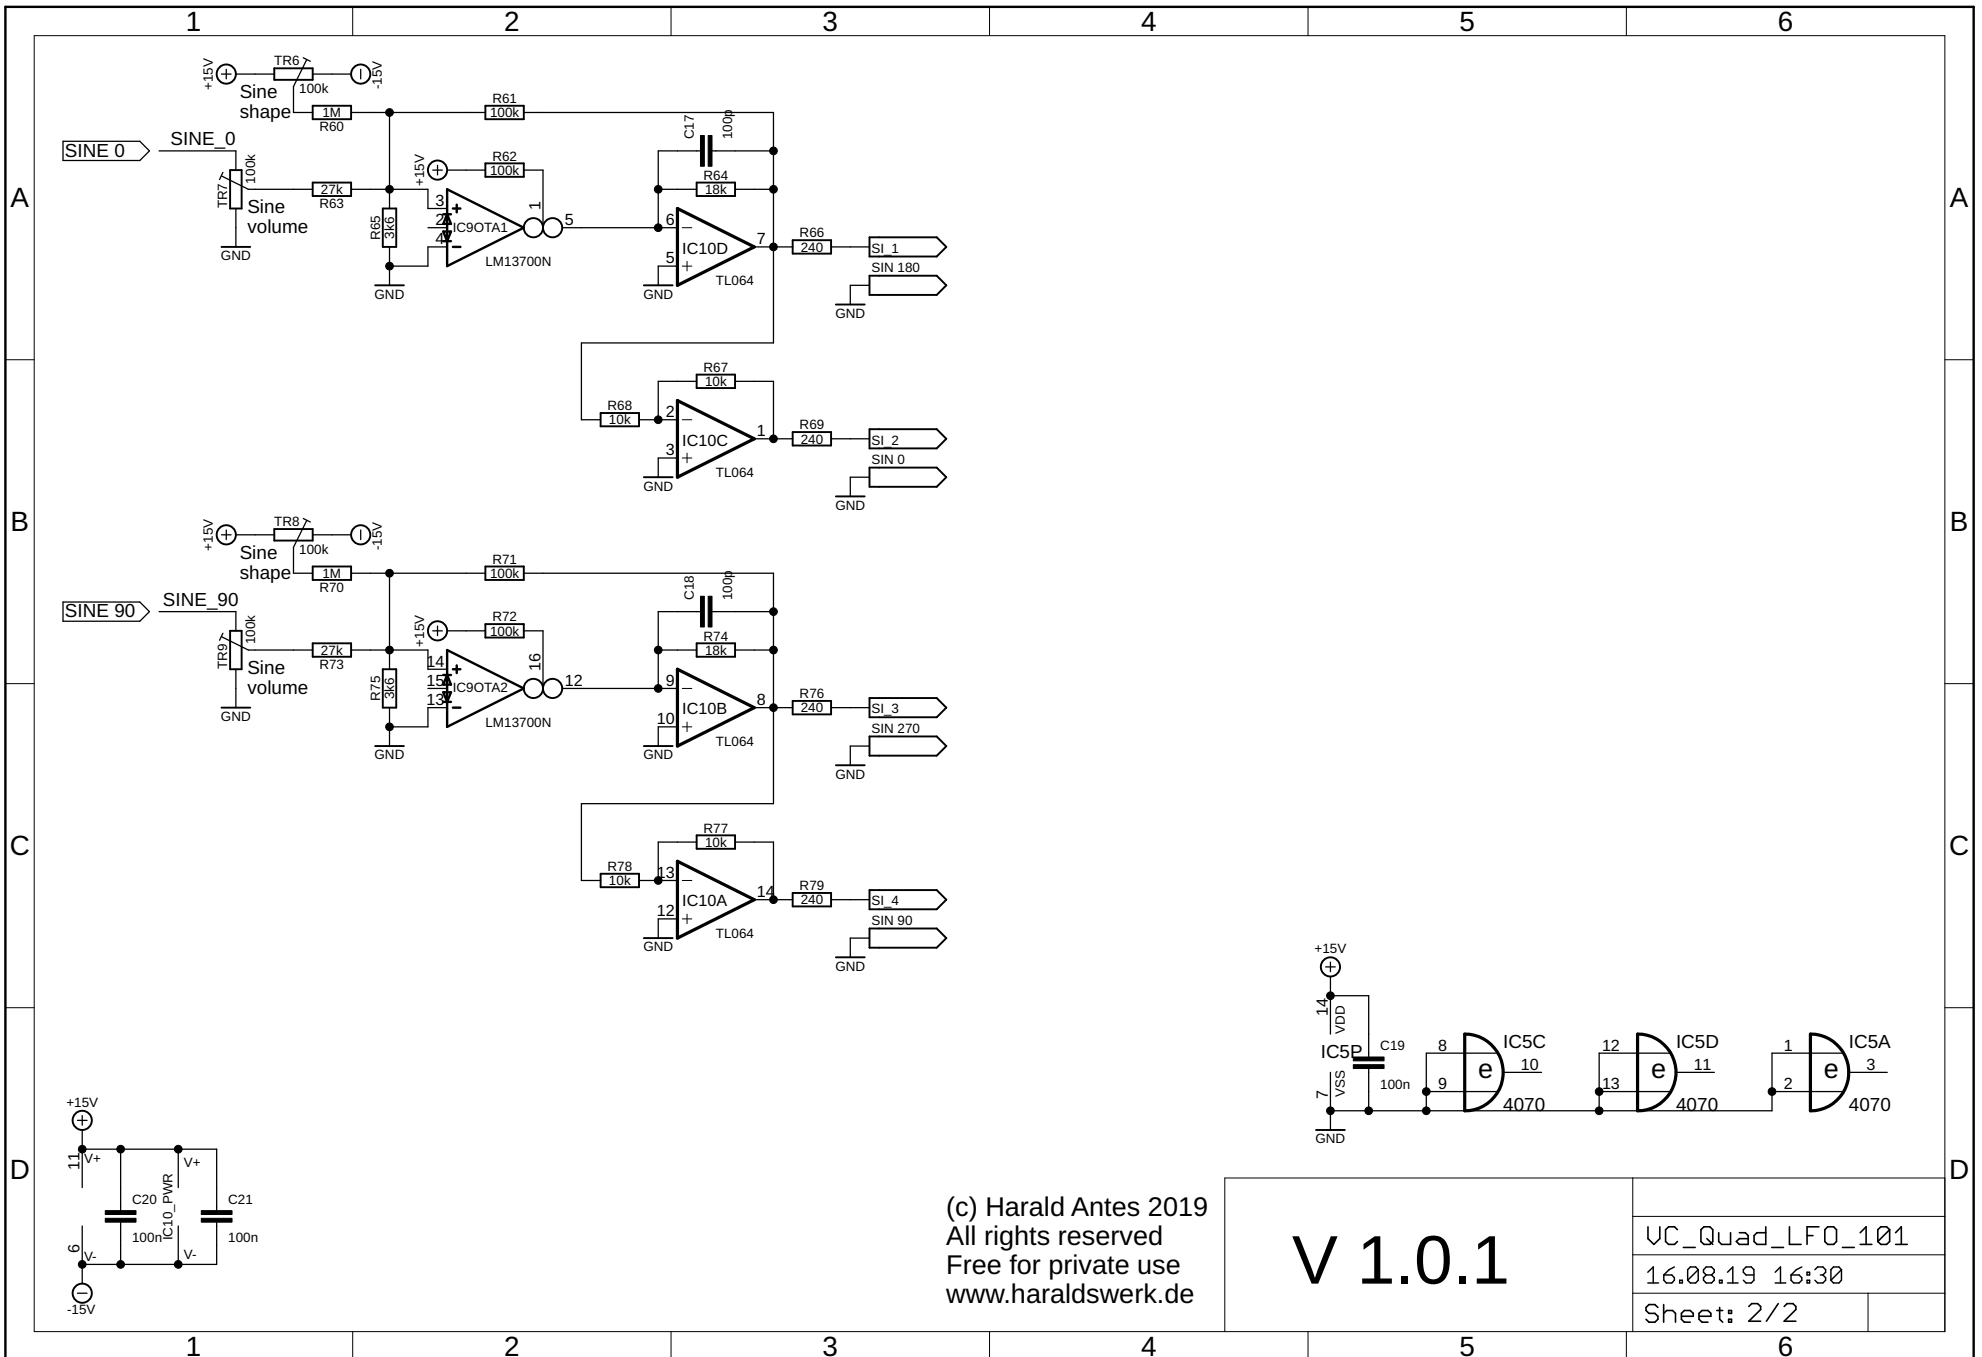 1 2 3 4 5 6
A A
B B
C C
D D
+15V TR6 100k -15V
Sine shape
1M R60
R61 100k
SINE 0 SINE_0
TR7 100k
Sine volume
GND
27k R63
R65 3k6
GND
+15V R62 100k
3 2 4 1 5
IC9OTA1
LM13700N
C17 100p
R64 18k
6 5 7
IC10D
TL064
GND
R66 240
SI_1
SIN 180
GND
R67 10k
R68 10k
2 3 1
IC10C
TL064
GND
R69 240
SI_2
SIN 0
GND
+15V TR8 100k -15V
Sine shape
1M R70
R71 100k
SINE 90 SINE_90
TR9 100k
Sine volume
GND
27k R73
R75 3k6
GND
+15V R72 100k
14 15 13 16 12
IC9OTA2
LM13700N
C18 100p
R74 18k
9 10 8
IC10B
TL064
GND
R76 240
SI_3
SIN 270
GND
R77 10k
R78 10k
13 12 14
IC10A
TL064
GND
R79 240
SI_4
SIN 90
GND
+15V
14 VDD
IC5P
7 VSS
C19 100n
GND
8 9 10 e IC5C 4070
12 13 11 e IC5D 4070
1 2 3 e IC5A 4070
+15V
11 V+ V+
C20 100n
IC10_PWR
C21 100n
6 V- V-
-15V
(c) Harald Antes 2019
All rights reserved
Free for private use
www.haraldswerk.de
V 1.0.1
VC_Quad_LFO_101
16.08.19 16:30
Sheet: 2/2
1 2 3 4 5 6